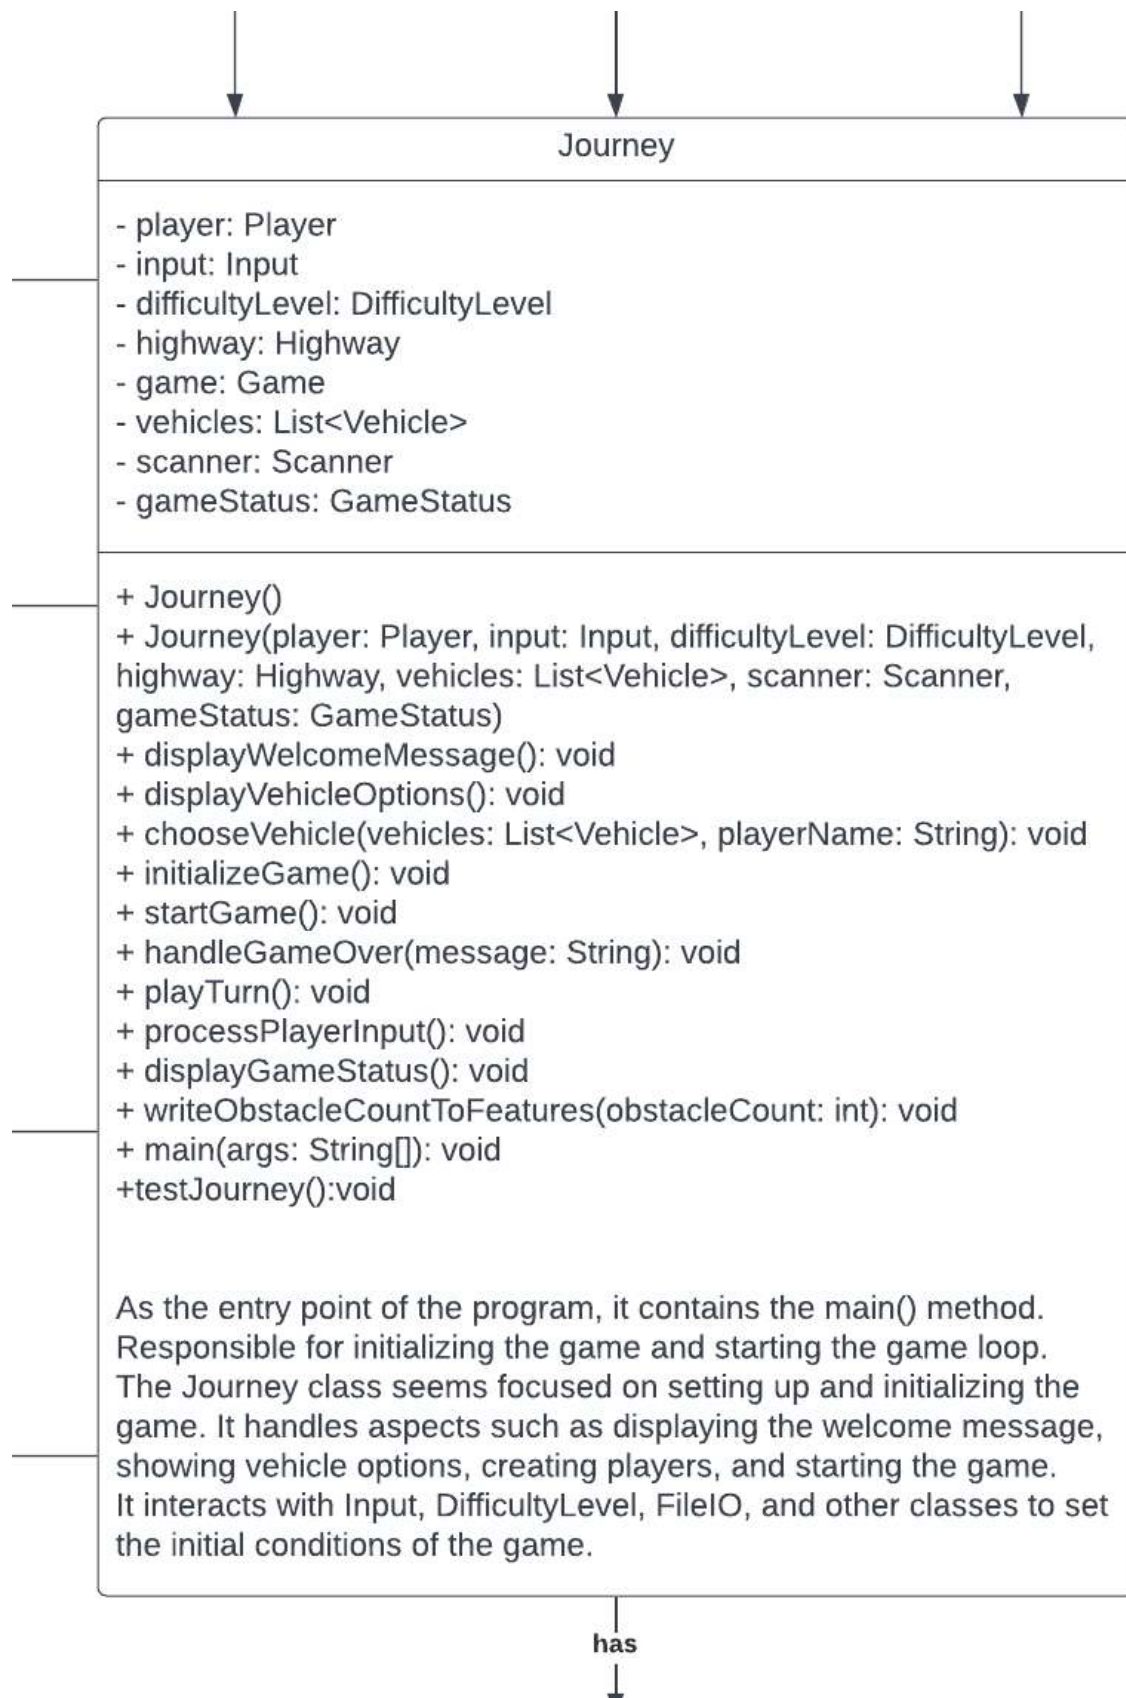 Journey
- player: Player
- input: Input
- difficultyLevel: DifficultyLevel
- highway: Highway
- game: Game
- vehicles: List<Vehicle>
- scanner: Scanner
- gameStatus: GameStatus
+ Journey()
+ Journey(player: Player, input: Input, difficultyLevel: DifficultyLevel,
highway: Highway, vehicles: List<Vehicle>, scanner: Scanner,
gameStatus: GameStatus)
+ displayWelcomeMessage(): void
+ displayVehicleOptions(): void
+ chooseVehicle(vehicles: List<Vehicle>, playerName: String): void
+ initializeGame(): void
+ startGame(): void
+ handleGameOver(message: String): void
+ playTurn(): void
+ processPlayerInput(): void
+ displayGameStatus(): void
+ writeObstacleCountToFeatures(obstacleCount: int): void
+ main(args: String[]): void
+testJourney():void
As the entry point of the program, it contains the main() method.
Responsible for initializing the game and starting the game loop.
The Journey class seems focused on setting up and initializing the
game. It handles aspects such as displaying the welcome message,
showing vehicle options, creating players, and starting the game.
It interacts with Input, DifficultyLevel, FileIO, and other classes to set
the initial conditions of the game.
has